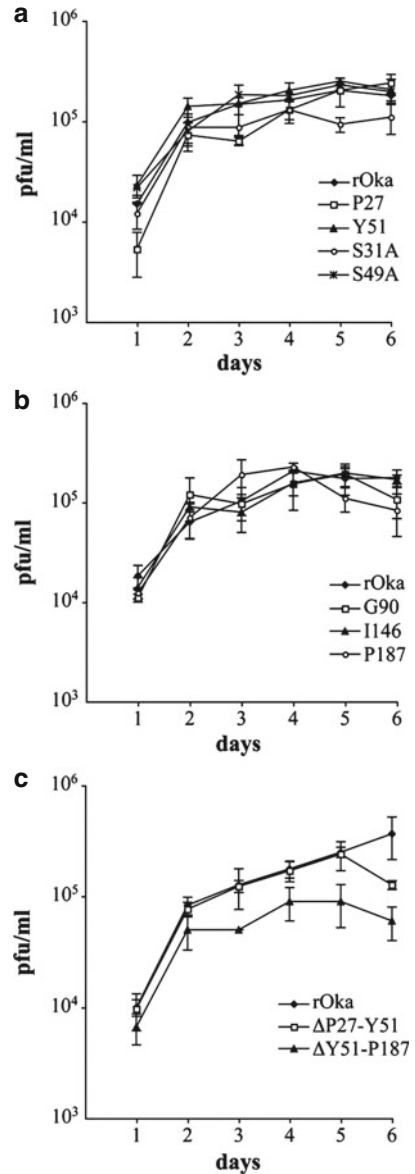 a
10⁶
10⁵
10⁴
10³
pfu/ml
rOka
P27
Y51
S31A
S49A
1 2 3 4 5 6
days
b
10⁶
10⁵
10⁴
10³
pfu/ml
rOka
G90
I146
P187
1 2 3 4 5 6
days
c
10⁶
10⁵
10⁴
10³
pfu/ml
rOka
ΔP27-Y51
ΔY51-P187
1 2 3 4 5 6
days